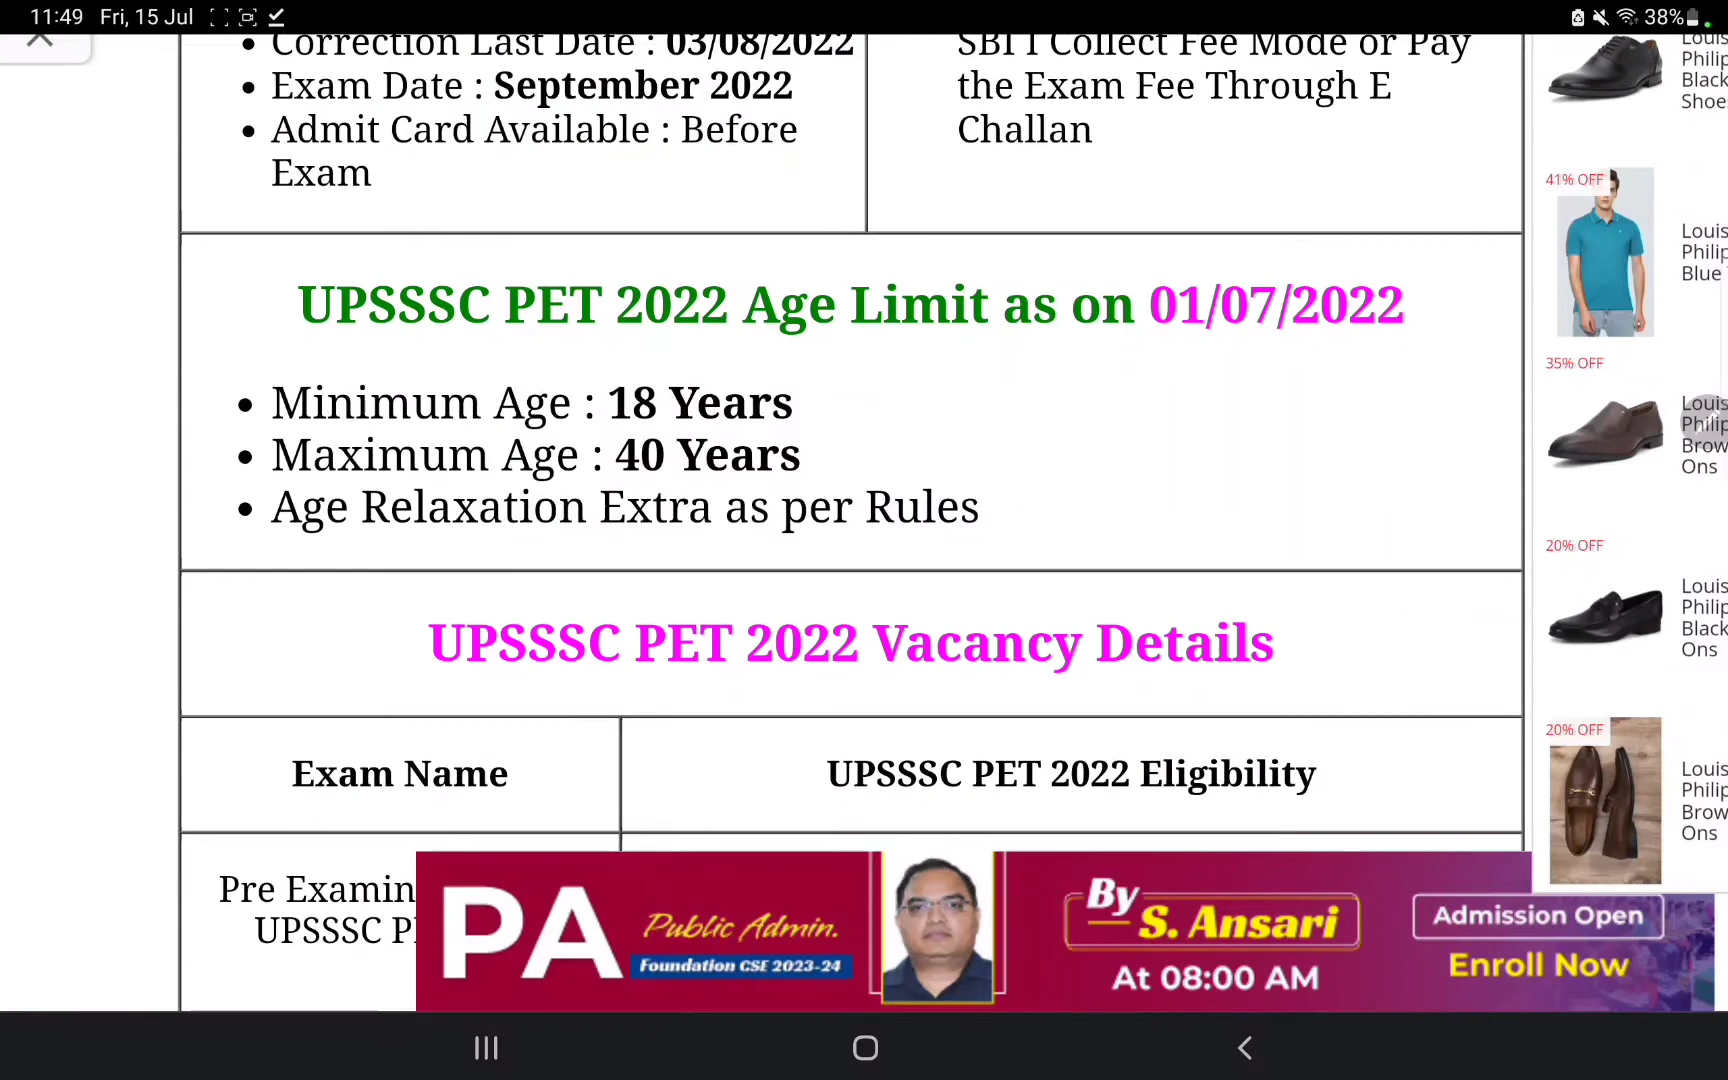 11:49 Fri, 15 Jul
38%
Correction Last Date : 03/08/2022
Exam Date : September 2022
Admit Card Available : Before
Exam
SBI I Collect Fee Mode or Pay
the Exam Fee Through E
Challan
UPSSSC PET 2022 Age Limit as on 01/07/2022
Minimum Age : 18 Years
Maximum Age : 40 Years
Age Relaxation Extra as per Rules
UPSSSC PET 2022 Vacancy Details
Exam Name
UPSSSC PET 2022 Eligibility
Pre Examin
UPSSSC P
PA
Public Admin.
Foundation CSE 2023-24
By
S. Ansari
At 08:00 AM
Admission Open
Enroll Now
Louis
Philip
Black
Shoe
41% OFF
Louis
Philip
Blue
35% OFF
Louis
Philip
Brow
Ons
20% OFF
Louis
Philip
Black
Ons
20% OFF
Louis
Philip
Brow
Ons